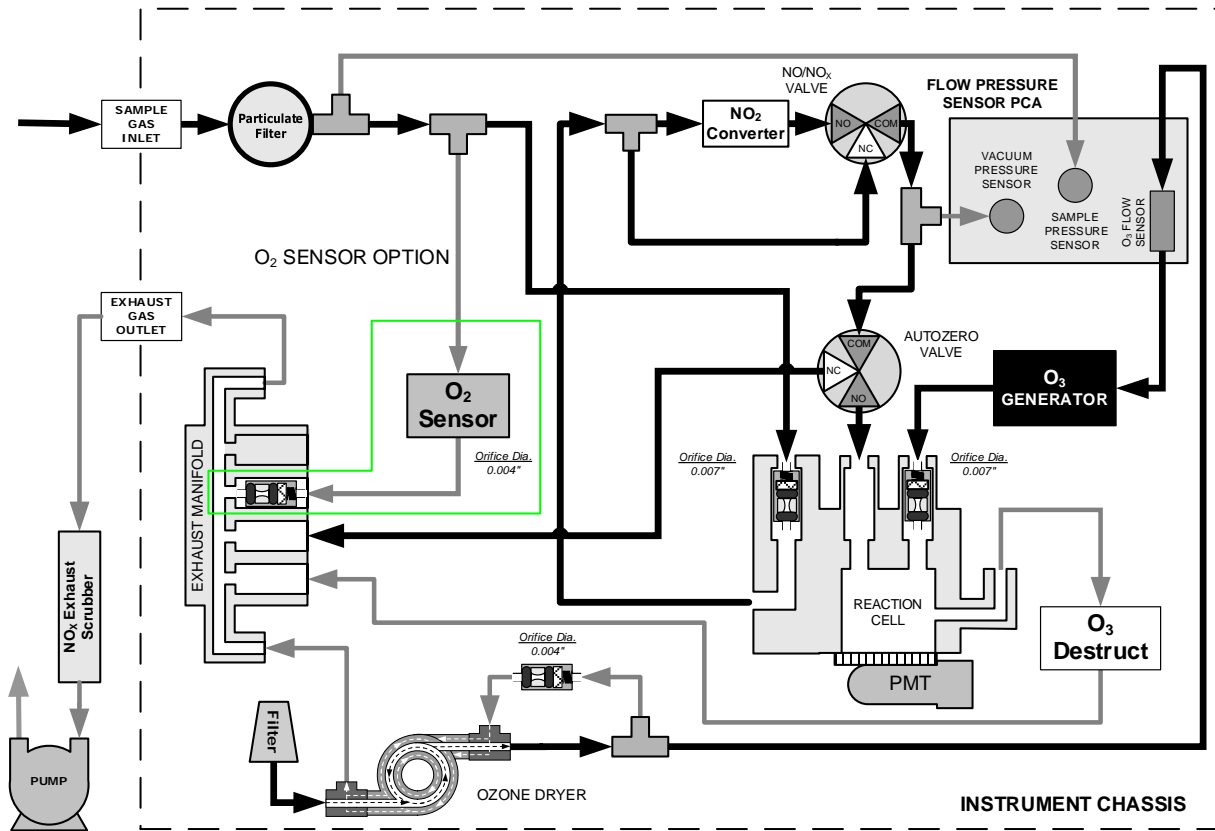 SAMPLE
GAS
INLET
Particulate
Filter
NO/NOX
VALVE
NO2
Converter
NO
COM
NC
FLOW PRESSURE
SENSOR PCA
VACUUM
PRESSURE
SENSOR
SAMPLE
PRESSURE
SENSOR
O3 FLOW
SENSOR
O2 SENSOR OPTION
EXHAUST
GAS
OUTLET
O2
Sensor
Orifice Dia.
0.004"
COM
NC
NO
AUTOZERO
VALVE
O3
GENERATOR
Orifice Dia.
0.007"
Orifice Dia.
0.007"
EXHAUST MANIFOLD
NOX Exhaust
Scrubber
REACTION
CELL
O3
Destruct
PMT
Orifice Dia.
0.004"
Filter
PUMP
OZONE DRYER
INSTRUMENT CHASSIS